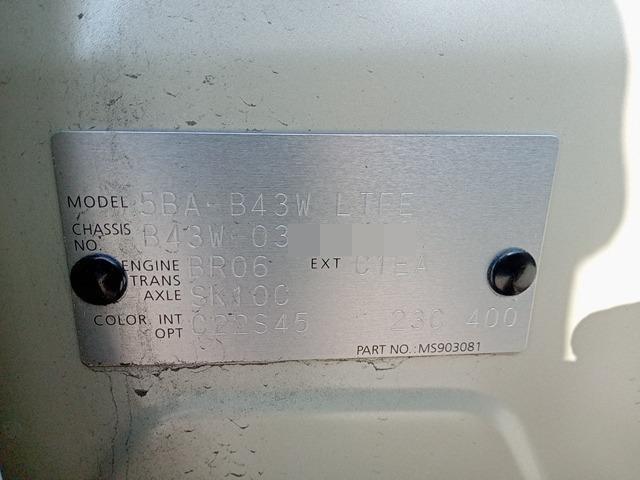 MODEL 5BA-B43W LTFE
CHASSIS NO. B43W-03
ENGINE BR06 EXT CTEA
TRANS AXLE SK10C
COLOR INT OPT C22S45 23C 400
PART NO.: MS903081